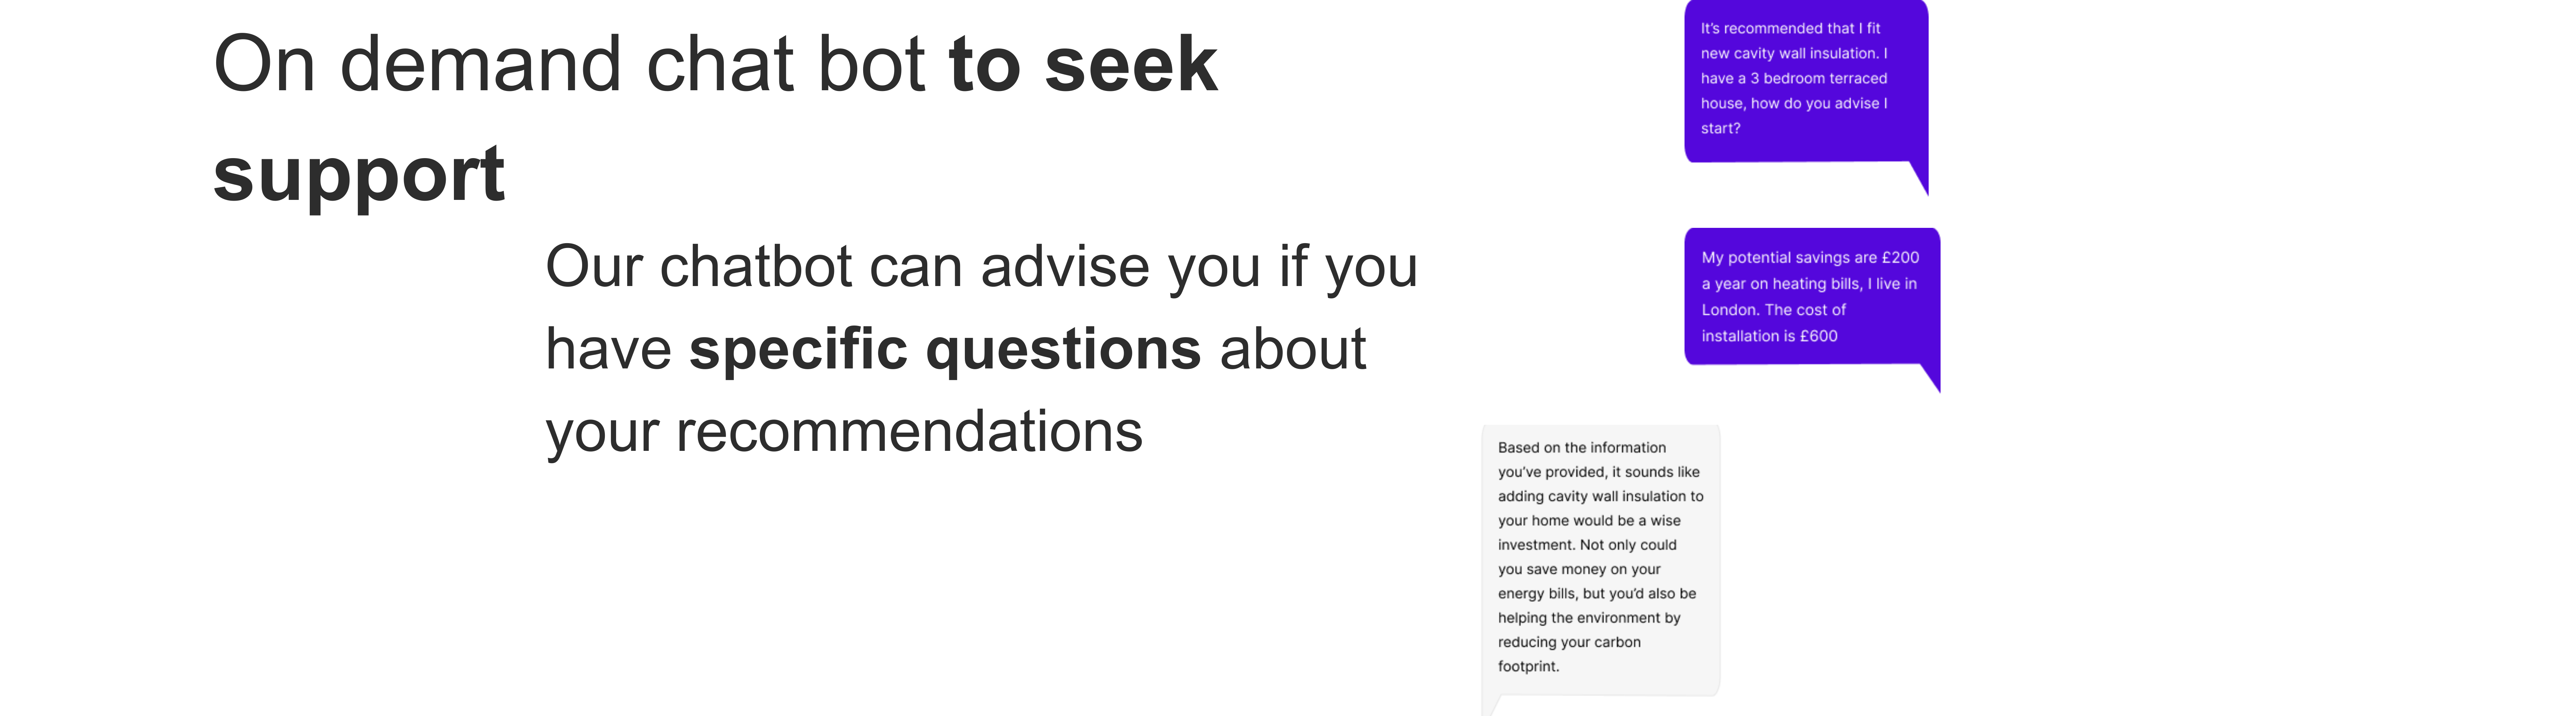 On demand chat bot to seek
support
Our chatbot can advise you if you
have specific questions about
your recommendations
It’s recommended that I fit
new cavity wall insulation. I
have a 3 bedroom terraced
house, how do you advise I
start?
My potential savings are £200
a year on heating bills, I live in
London. The cost of
installation is £600
Based on the information
you’ve provided, it sounds like
adding cavity wall insulation to
your home would be a wise
investment. Not only could
you save money on your
energy bills, but you’d also be
helping the environment by
reducing your carbon
footprint.